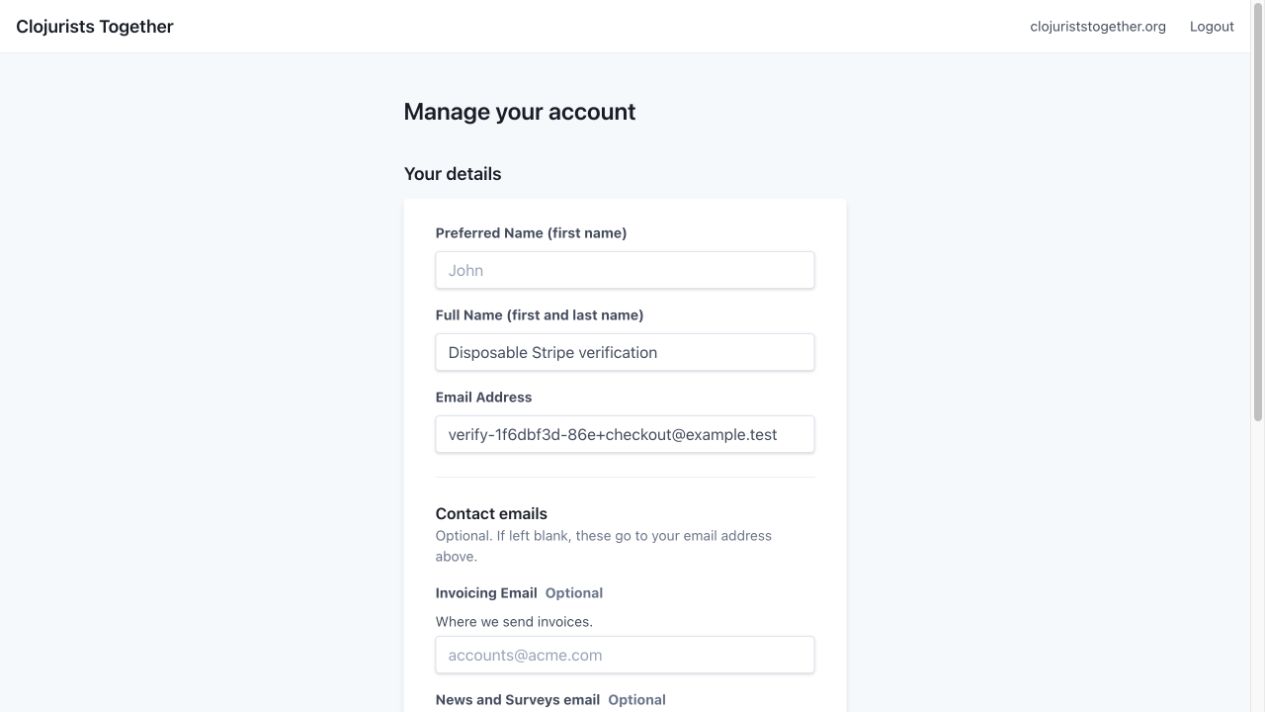 Clojurists Together
clojuriststogether.org Logout
Manage your account
Your details
Preferred Name (first name)
John
Full Name (first and last name)
Disposable Stripe verification
Email Address
verify-1f6dbf3d-86e+checkout@example.test
Contact emails
Optional. If left blank, these go to your email address
above.
Invoicing Email Optional
Where we send invoices.
accounts@acme.com
News and Surveys email Optional